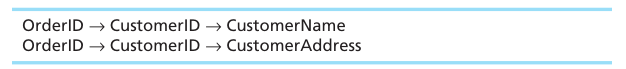 OrderID → CustomerID → CustomerName
OrderID → CustomerID → CustomerAddress